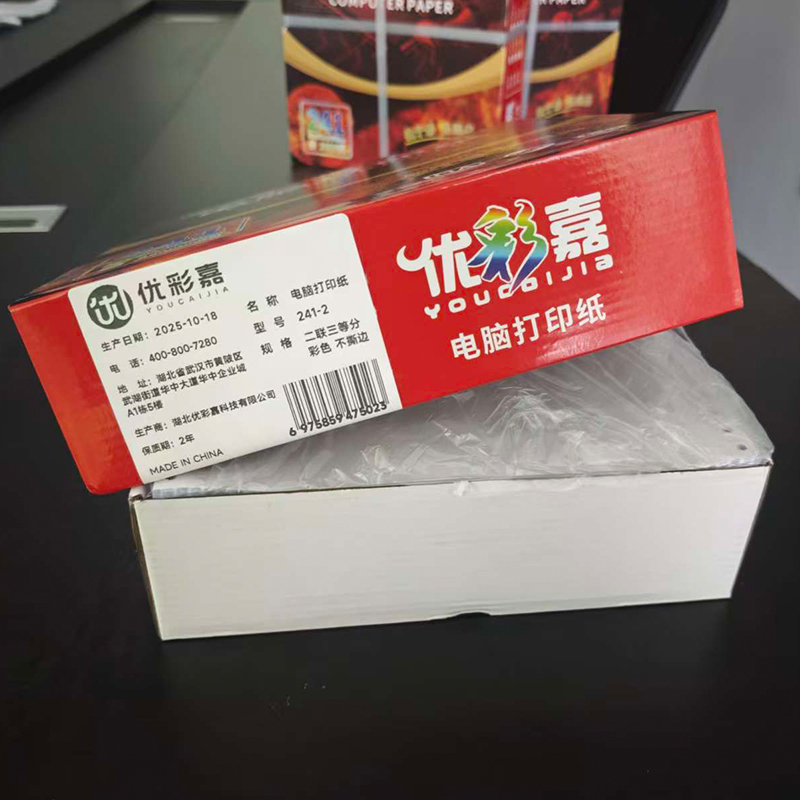 COMPUTER PAPER
241
优彩嘉
YOUCAIJIA
电脑打印纸
优
优彩嘉
YOUCAIJIA
生产日期：2025-10-18
电 话：400-800-7280
地 址：湖北省武汉市黄陂区
武湖街道华中大道华中企业城
A1栋5楼
生产商：湖北优彩嘉科技有限公司
保质期：2年
MADE IN CHINA
名 称 电脑打印纸
型 号 241-2
规 格 二联三等分
彩色 不撕边
6 975859 475023